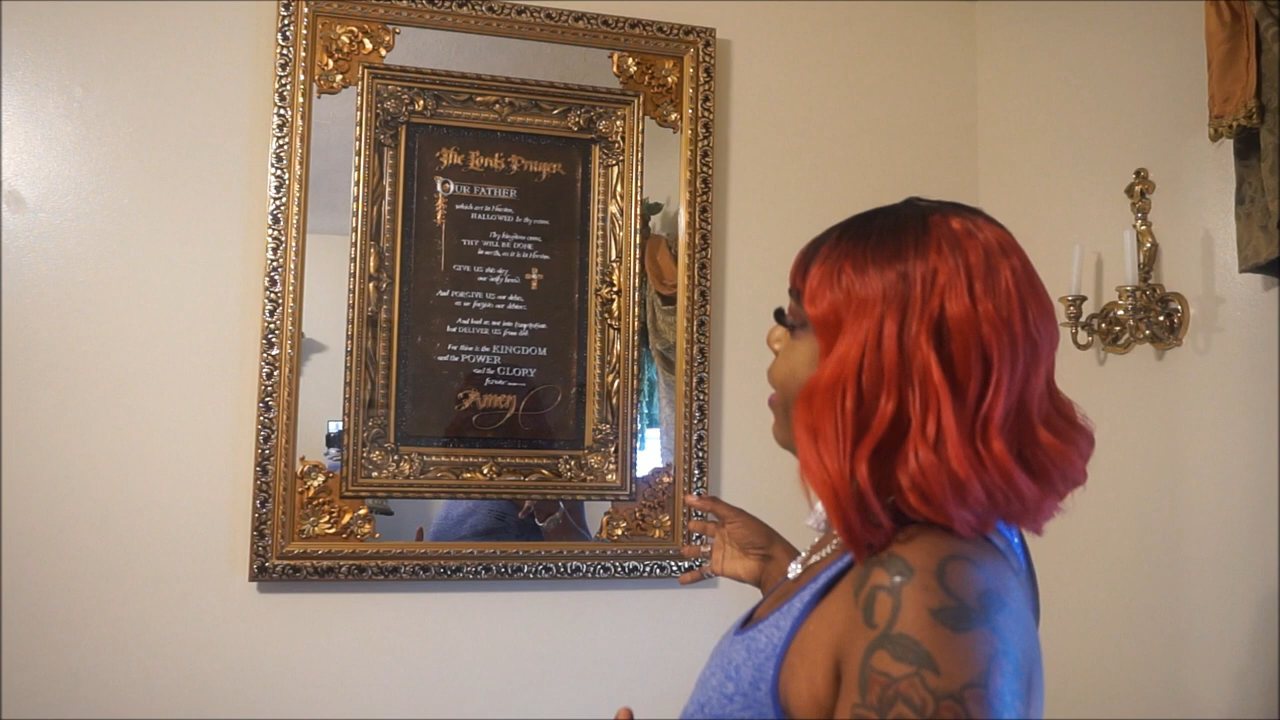 The Lord's Prayer
OUR FATHER
which art in Heaven,
HALLOWED be thy name.
Thy kingdom come,
THY WILL BE DONE
in earth, as it is in Heaven.
GIVE US this day
our daily bread.
And FORGIVE US our debts,
as we forgive our debtors.
And lead us not into temptation,
but DELIVER US from evil.
For thine is the KINGDOM
and the POWER
and the GLORY
forever
Amen